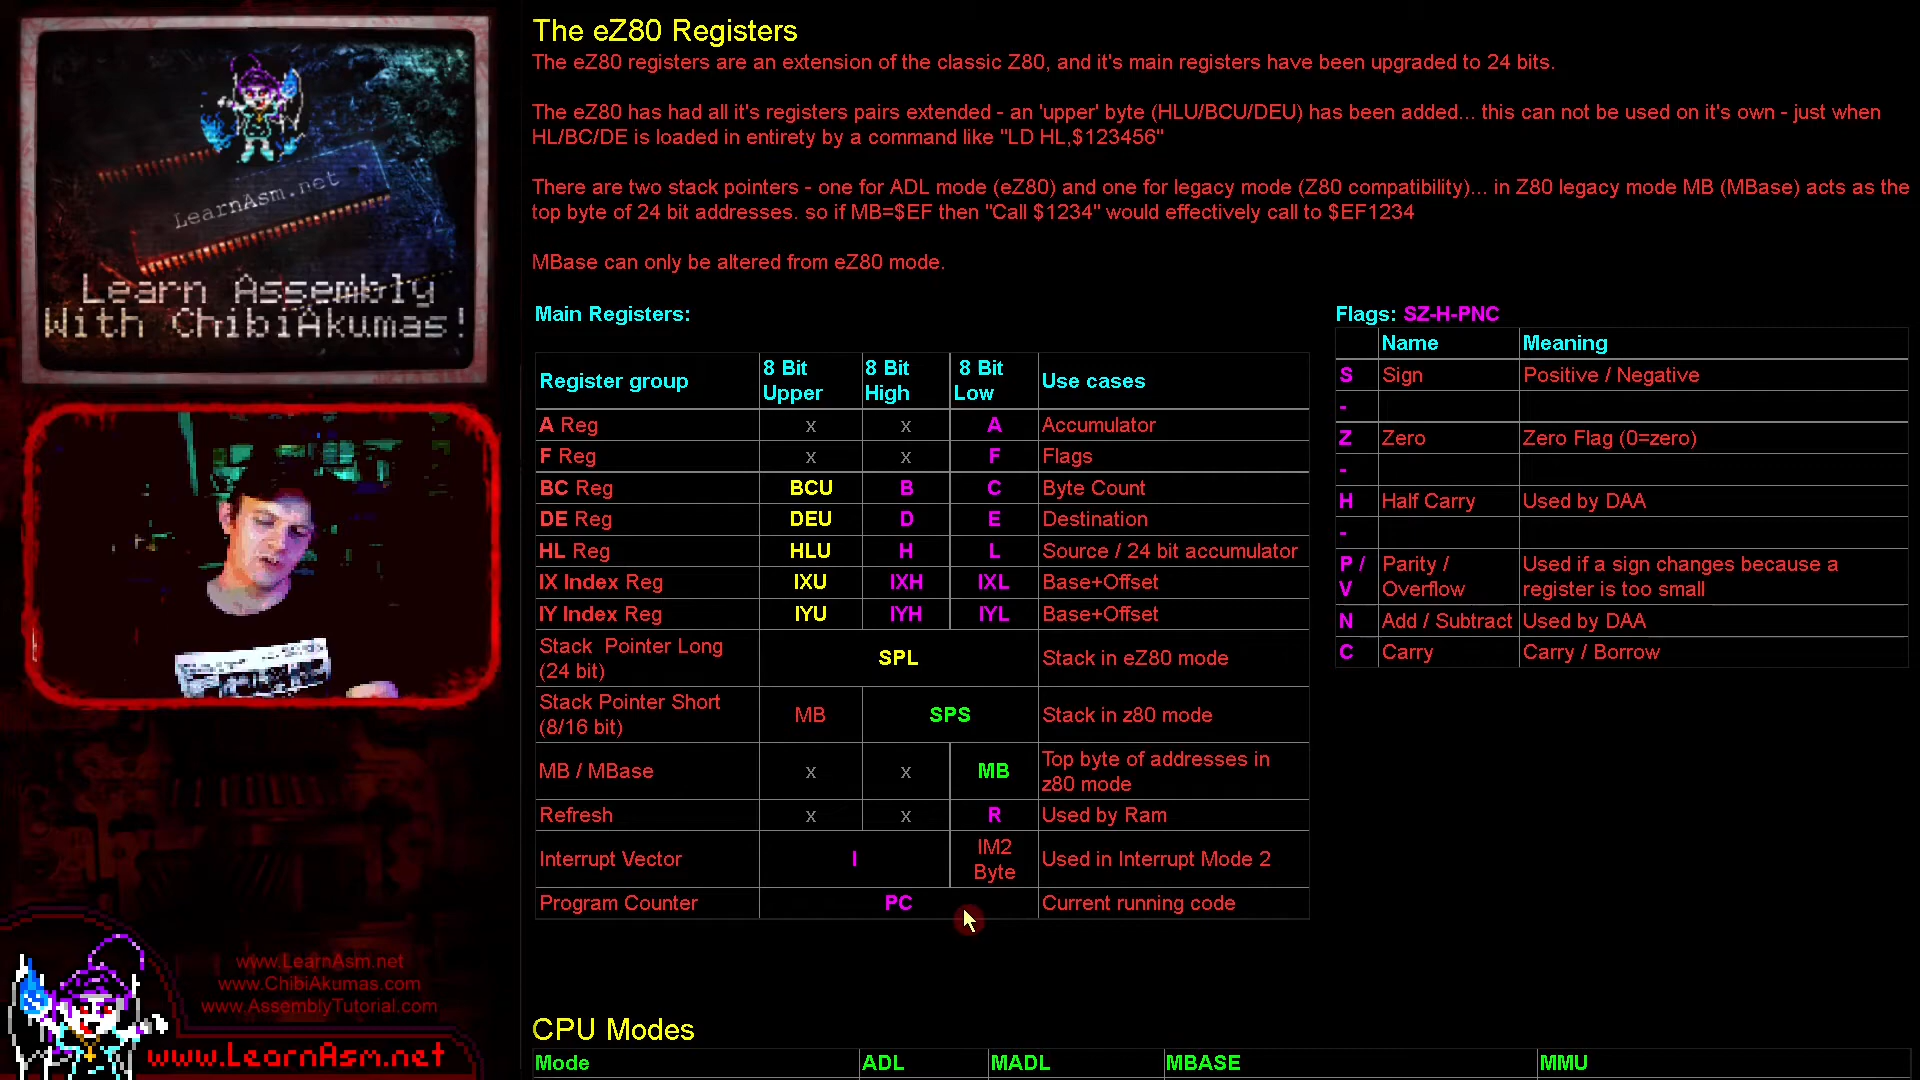 LearnAsm.net
Learn Assembly
With ChibiAkumas!
www.LearnAsm.net
www.ChibiAkumas.com
www.AssemblyTutorial.com
www.LearnAsm.net
The eZ80 Registers
The eZ80 registers are an extension of the classic Z80, and it's main registers have been upgraded to 24 bits.
The eZ80 has had all it's registers pairs extended - an 'upper' byte (HLU/BCU/DEU) has been added... this can not be used on it's own - just when
HL/BC/DE is loaded in entirety by a command like "LD HL,$123456"
There are two stack pointers - one for ADL mode (eZ80) and one for legacy mode (Z80 compatibility)... in Z80 legacy mode MB (MBase) acts as the
top byte of 24 bit addresses. so if MB=$EF then "Call $1234" would effectively call to $EF1234
MBase can only be altered from eZ80 mode.
Main Registers:
Register group 8 Bit Upper 8 Bit High 8 Bit Low Use cases
A Reg x x A Accumulator
F Reg x x F Flags
BC Reg BCU B C Byte Count
DE Reg DEU D E Destination
HL Reg HLU H L Source / 24 bit accumulator
IX Index Reg IXU IXH IXL Base+Offset
IY Index Reg IYU IYH IYL Base+Offset
Stack Pointer Long (24 bit) SPL Stack in eZ80 mode
Stack Pointer Short (8/16 bit) MB SPS Stack in z80 mode
MB / MBase x x MB Top byte of addresses in z80 mode
Refresh x x R Used by Ram
Interrupt Vector I IM2 Byte Used in Interrupt Mode 2
Program Counter PC Current running code
Flags: SZ-H-PNC
Name Meaning
S Sign Positive / Negative
-
Z Zero Zero Flag (0=zero)
-
H Half Carry Used by DAA
-
P / V Parity / Overflow Used if a sign changes because a register is too small
N Add / Subtract Used by DAA
C Carry Carry / Borrow
CPU Modes
Mode ADL MADL MBASE MMU